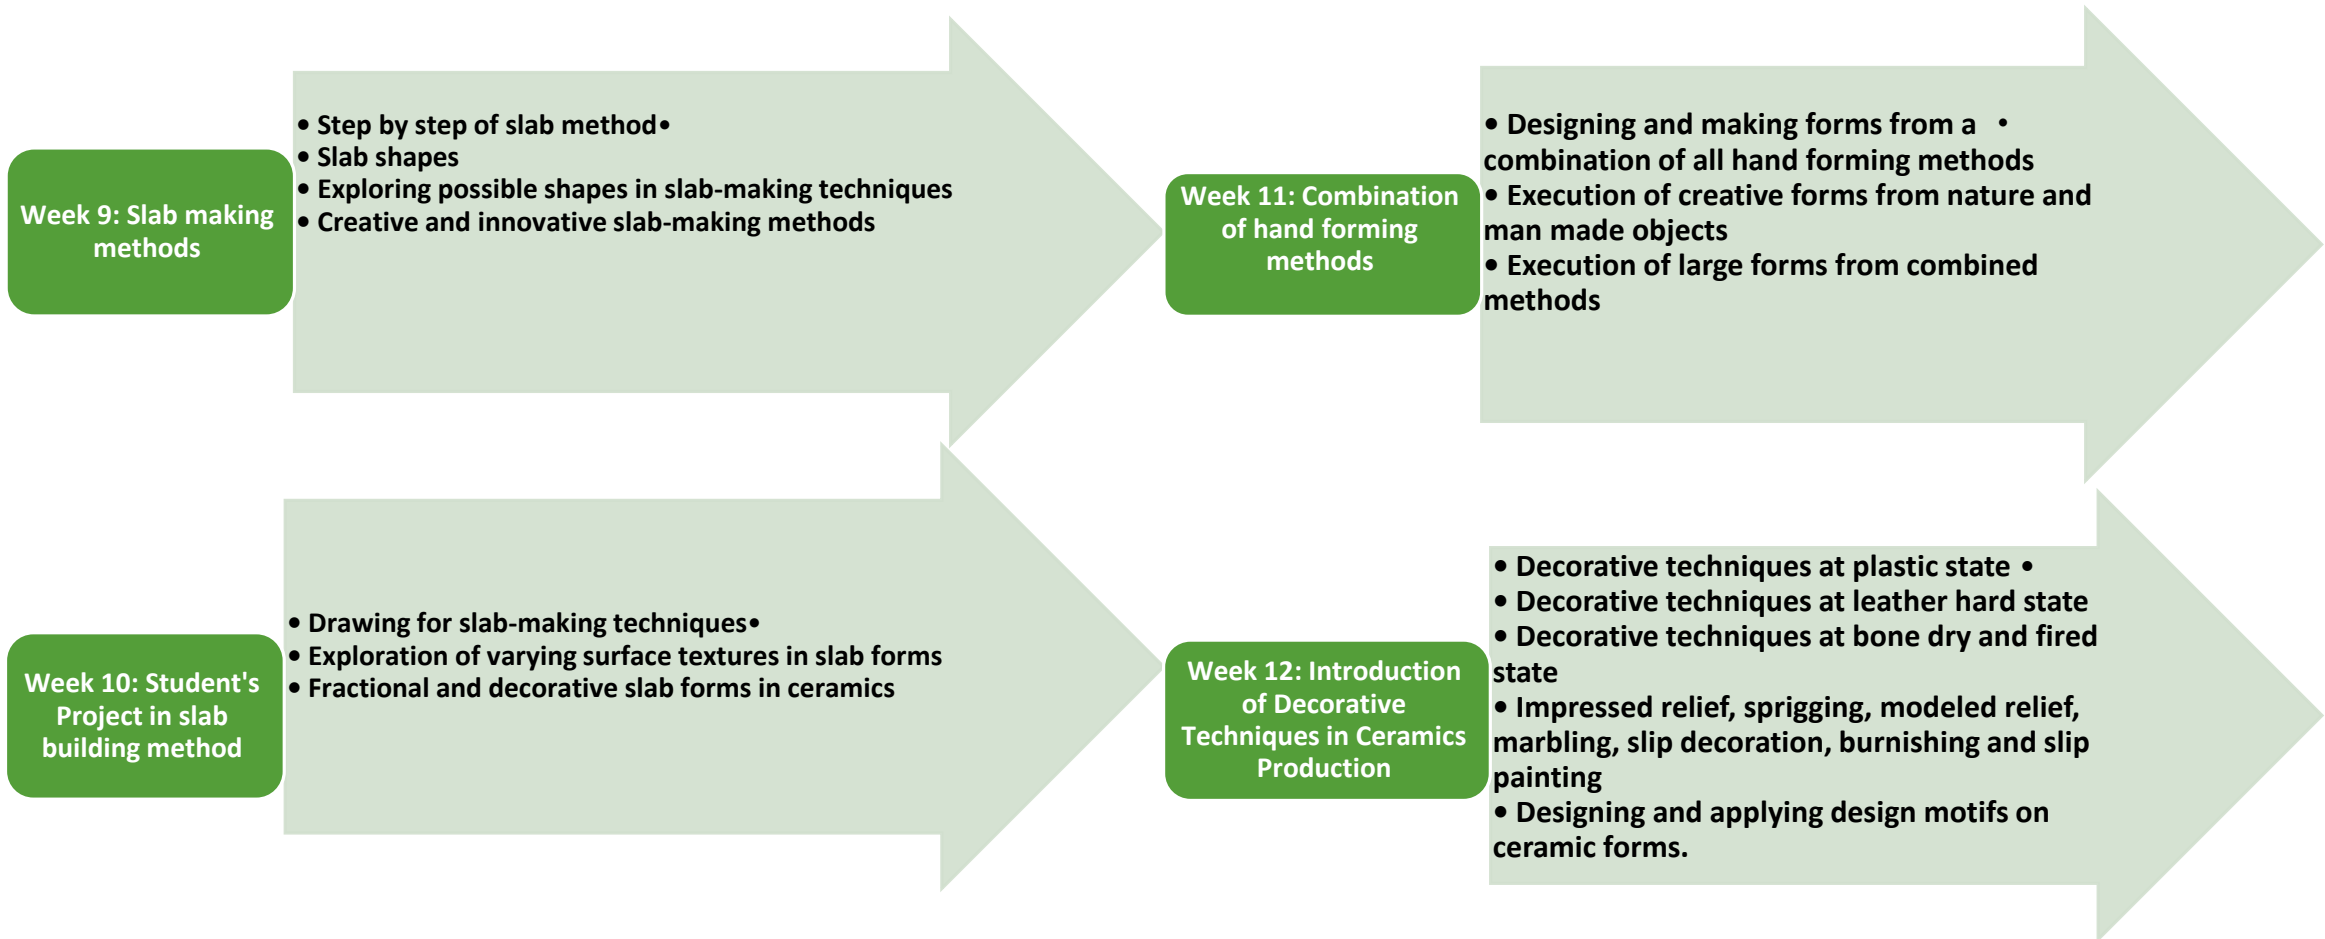 Week 9: Slab making
methods
• Step by step of slab method•
• Slab shapes
• Exploring possible shapes in slab-making techniques
• Creative and innovative slab-making methods
Week 10: Student's
Project in slab
building method
• Drawing for slab-making techniques•
• Exploration of varying surface textures in slab forms
• Fractional and decorative slab forms in ceramics
Week 11: Combination
of hand forming
methods
• Designing and making forms from a •
combination of all hand forming methods
• Execution of creative forms from nature and
man made objects
• Execution of large forms from combined
methods
Week 12: Introduction
of Decorative
Techniques in Ceramics
Production
• Decorative techniques at plastic state •
• Decorative techniques at leather hard state
• Decorative techniques at bone dry and fired
state
• Impressed relief, sprigging, modeled relief,
marbling, slip decoration, burnishing and slip
painting
• Designing and applying design motifs on
ceramic forms.